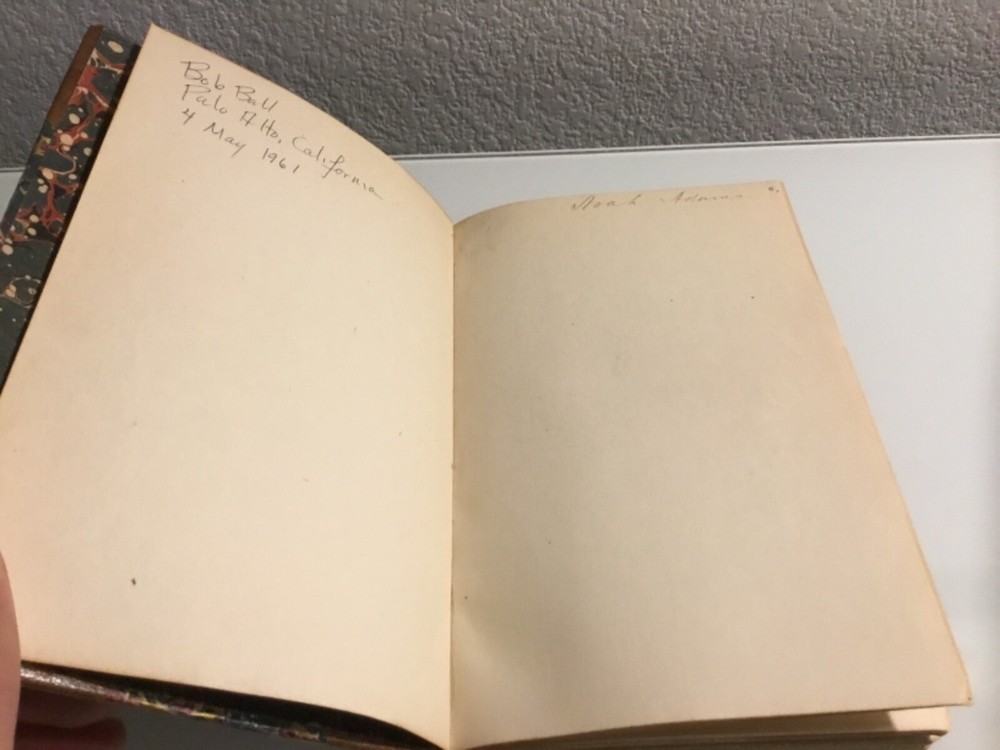 Bob Ball
Palo Alto, California
4 May 1961
Noah Adams